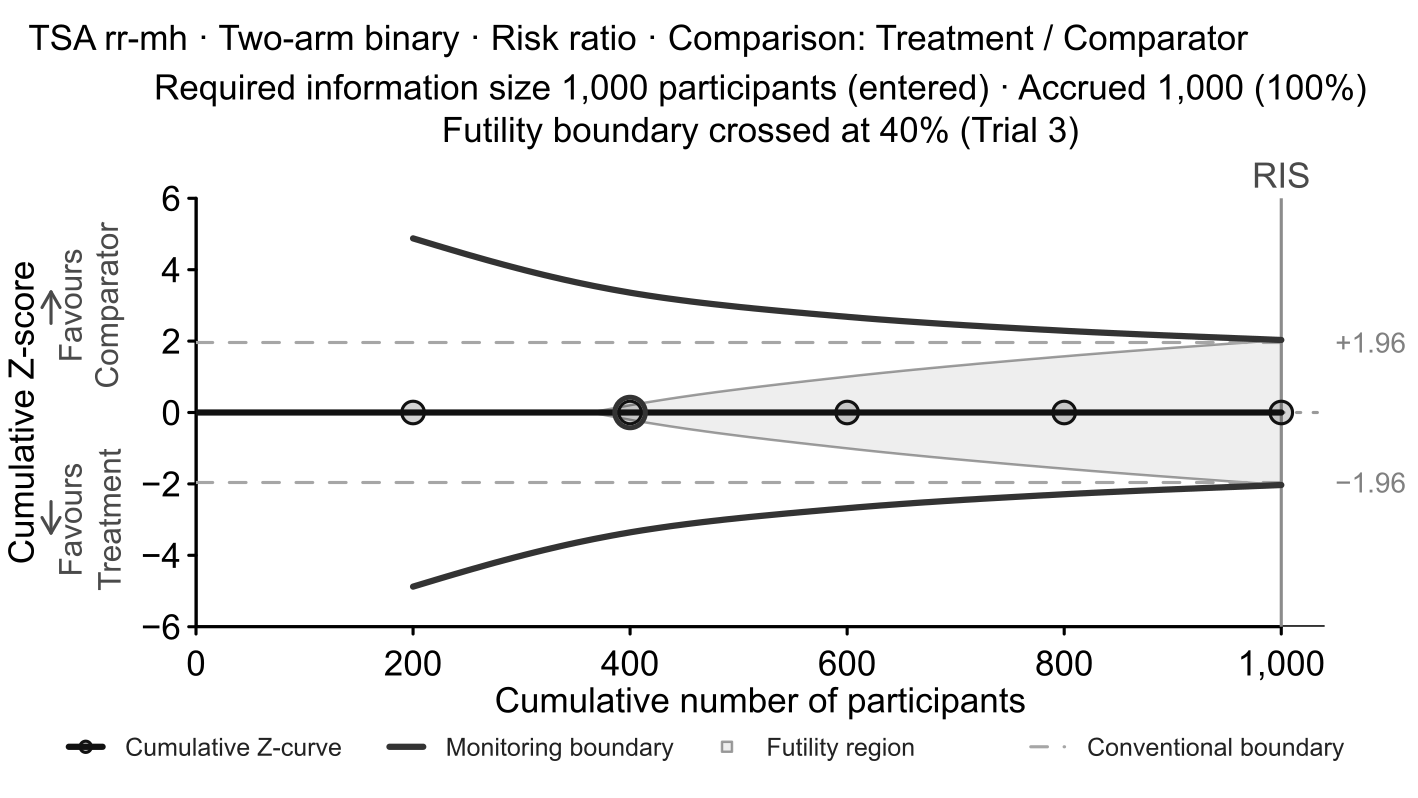 TSA rr-mh · Two-arm binary · Risk ratio · Comparison: Treatment / Comparator
Required information size 1,000 participants (entered) · Accrued 1,000 (100%)
Futility boundary crossed at 40% (Trial 3)
RIS
Cumulative Z-score
Favours
Comparator
Favours
Treatment
6
4
2
0
−2
−4
−6
+1.96
−1.96
0
200
400
600
800
1,000
Cumulative number of participants
Cumulative Z-curve
Monitoring boundary
Futility region
Conventional boundary